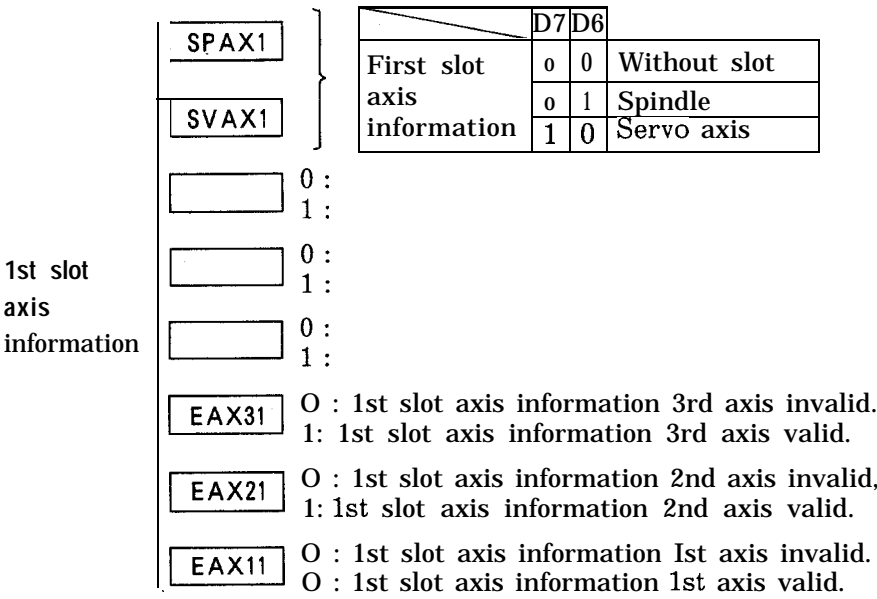 SPAX1
D7 D6
First slot axis information
o 0 Without slot
o 1 Spindle
1 0 Servo axis
SVAX1
0 :
1 :
0 :
1 :
0 :
1 :
1st slot
axis
information
EAX31
O : 1st slot axis information 3rd axis invalid.
1: 1st slot axis information 3rd axis valid.
EAX21
O : 1st slot axis information 2nd axis invalid,
1: 1st slot axis information 2nd axis valid.
EAX11
O : 1st slot axis information Ist axis invalid.
O : 1st slot axis information 1st axis valid.